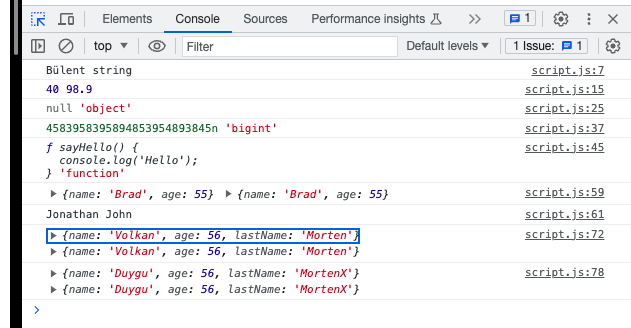 Elements Console Sources Performance insights 1
top Filter Default levels 1 Issue: 1
Bülent string script.js:7
40 98.9 script.js:15
null 'object' script.js:25
4583958395894853954893845n 'bigint' script.js:37
ƒ sayHello() { script.js:45
console.log('Hello');
} 'function'
{name: 'Brad', age: 55} {name: 'Brad', age: 55} script.js:59
Jonathan John script.js:61
{name: 'Volkan', age: 56, lastName: 'Morten'} script.js:72
{name: 'Volkan', age: 56, lastName: 'Morten'}
{name: 'Duygu', age: 56, lastName: 'MortenX'} script.js:78
{name: 'Duygu', age: 56, lastName: 'MortenX'}